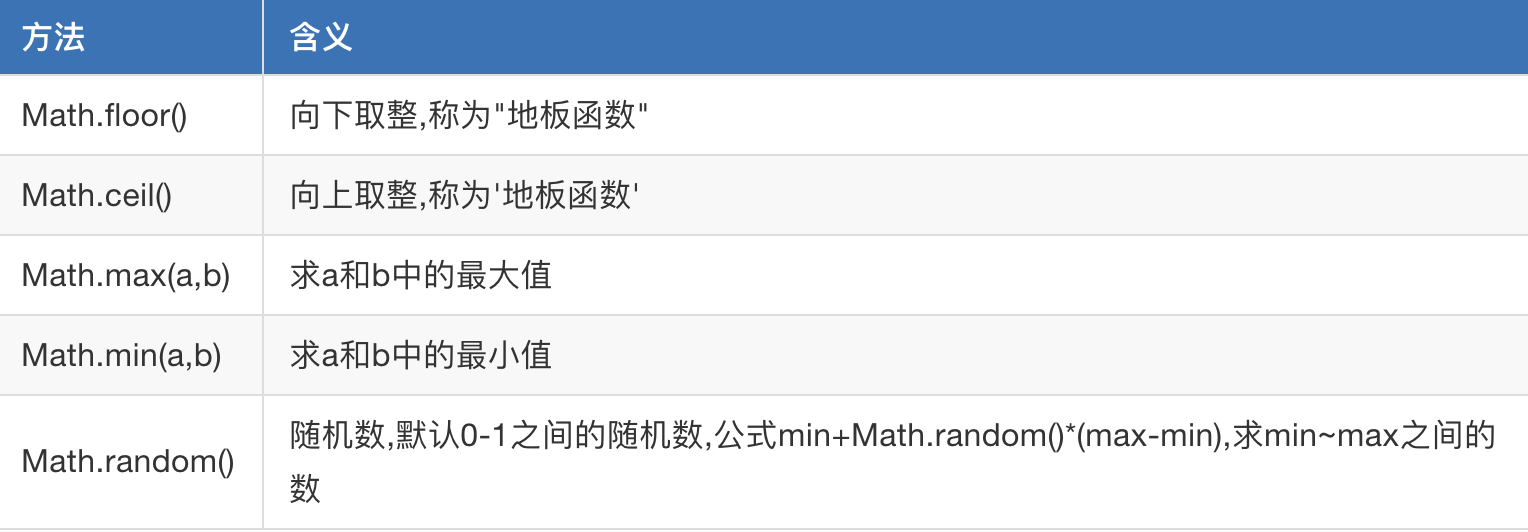 方法 含义
Math.floor() 向下取整,称为"地板函数"
Math.ceil() 向上取整,称为'地板函数'
Math.max(a,b) 求a和b中的最大值
Math.min(a,b) 求a和b中的最小值
Math.random() 随机数,默认0-1之间的随机数,公式min+Math.random()*(max-min),求min~max之间的
数